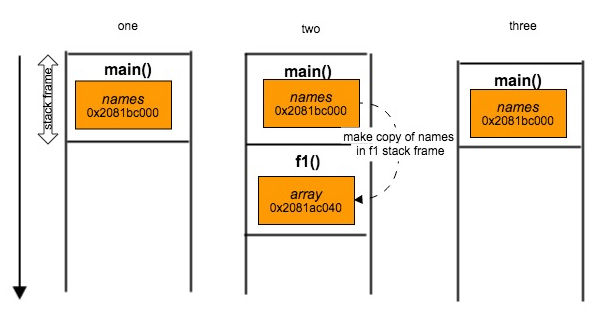 one
two
three
stack frame
main()
names
0x2081bc000
main()
names
0x2081bc000
make copy of names
in f1 stack frame
f1()
array
0x2081ac040
main()
names
0x2081bc000